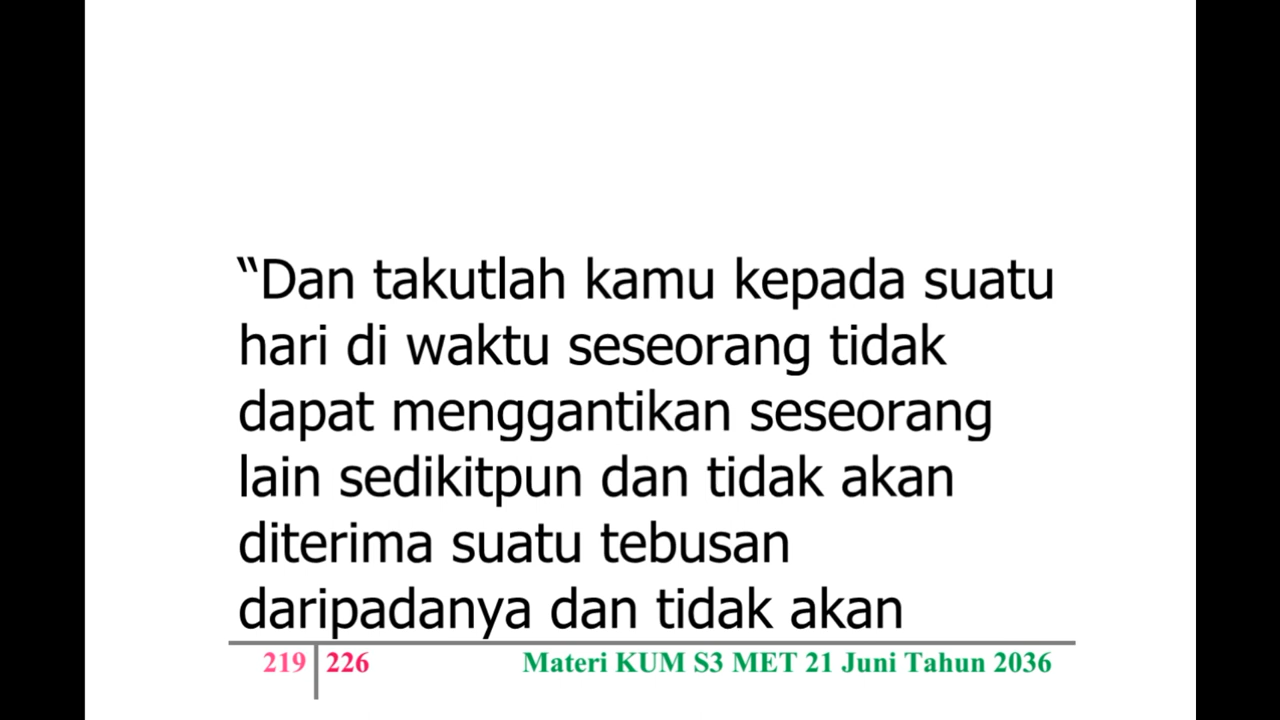 “Dan takutlah kamu kepada suatu
hari di waktu seseorang tidak
dapat menggantikan seseorang
lain sedikitpun dan tidak akan
diterima suatu tebusan
daripadanya dan tidak akan
219 226 Materi KUM S3 MET 21 Juni Tahun 2036